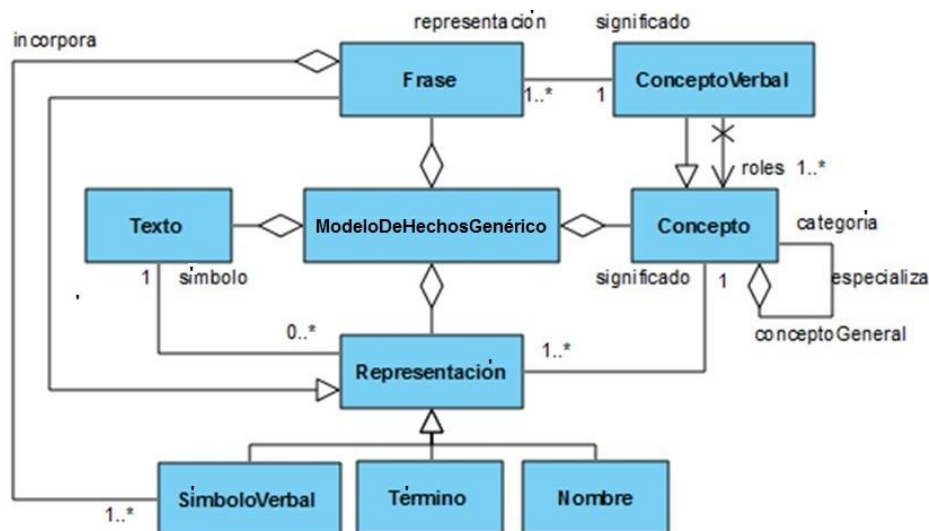 representación
significado
incorpora
Frase
ConceptoVerbal
1..*
1
roles 1..*
Texto
ModeloDeHechosGenérico
Concepto
categoría
1
símbolo
significado
1
especializa
conceptoGeneral
0..*
1..*
Representación
SímboloVerbal
Término
Nombre
1..*